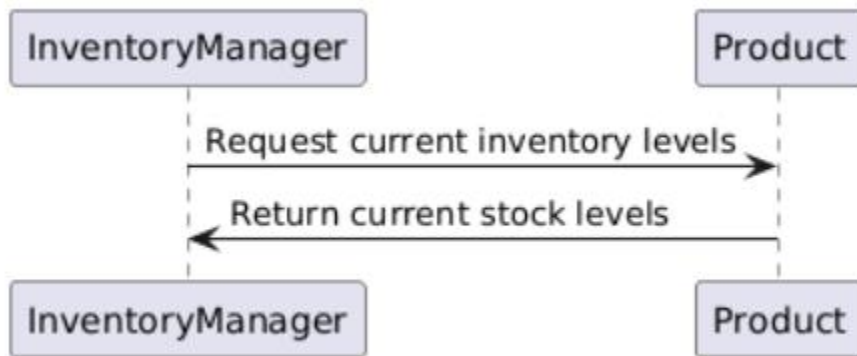 InventoryManager Product
Request current inventory levels
Return current stock levels
InventoryManager Product